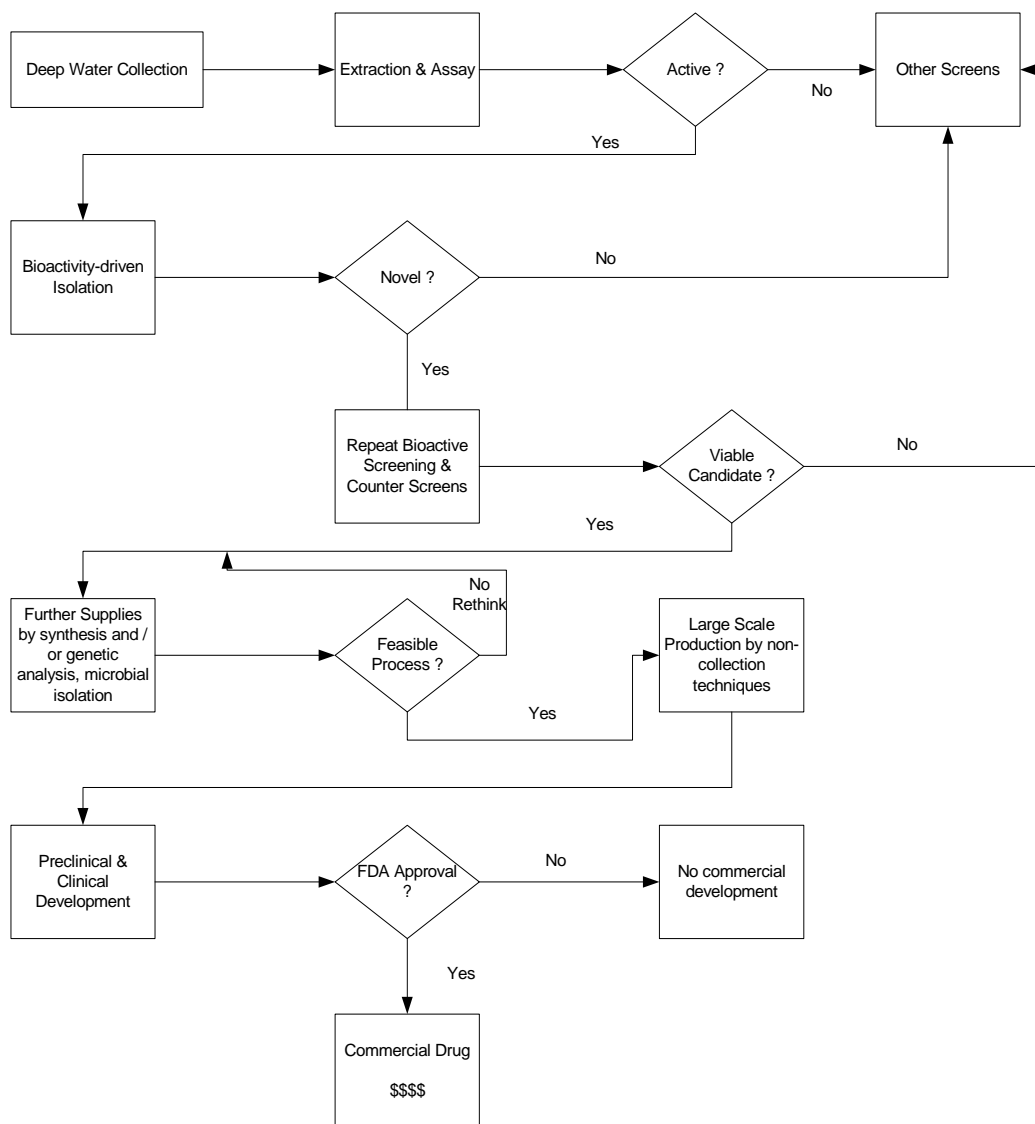 Deep Water Collection
Extraction & Assay
Active ?
No
Other Screens
Yes
Bioactivity-driven
Isolation
Novel ?
No
Yes
Repeat Bioactive
Screening &
Counter Screens
Viable
Candidate ?
No
Yes
No
Rethink
Further Supplies
by synthesis and /
or genetic
analysis, microbial
isolation
Feasible
Process ?
Yes
Large Scale
Production by non-
collection
techniques
Preclinical &
Clinical
Development
FDA Approval
?
No
No commercial
development
Yes
Commercial Drug
$$$$